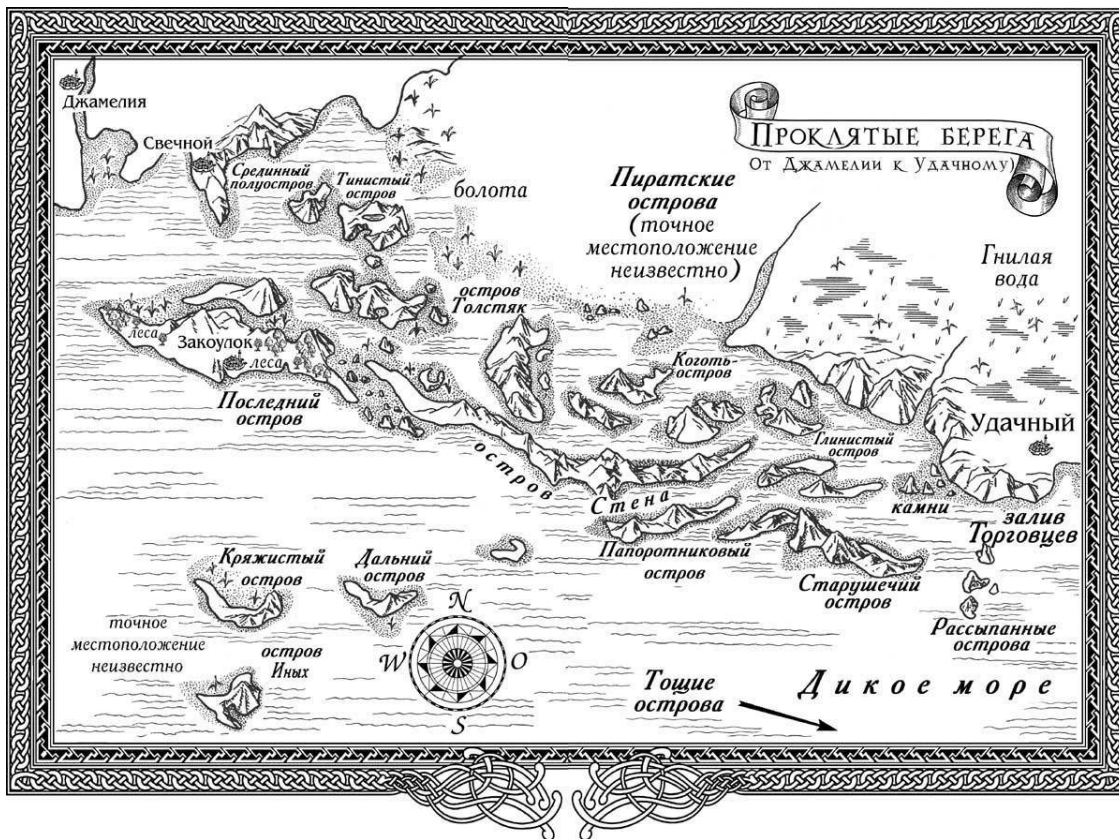 Джамелия
Свечной
Срединный
полуостров
Тинистый
остров
болота
Пиратские
острова
(точное
местоположение
неизвестно)
ПРОКЛЯТЫЕ БЕРЕГА
ОТ ДЖАМЕЛИИ К УДАЧНОМУ)
Гнилая
вода
остров
Толстяк
леса
Закоулок
леса
Последний
остров
Коготь-
остров
Глинистый
остров
Удачный
остров Стена
камни
залив
Торговцев
Папоротниковый
остров
Старушечий
остров
Рассыпанные
острова
Кряжистый
остров
Дальний
остров
точное
местоположение
неизвестно
остров
Иных
N
W O
S
Тощие
острова
Дикое море